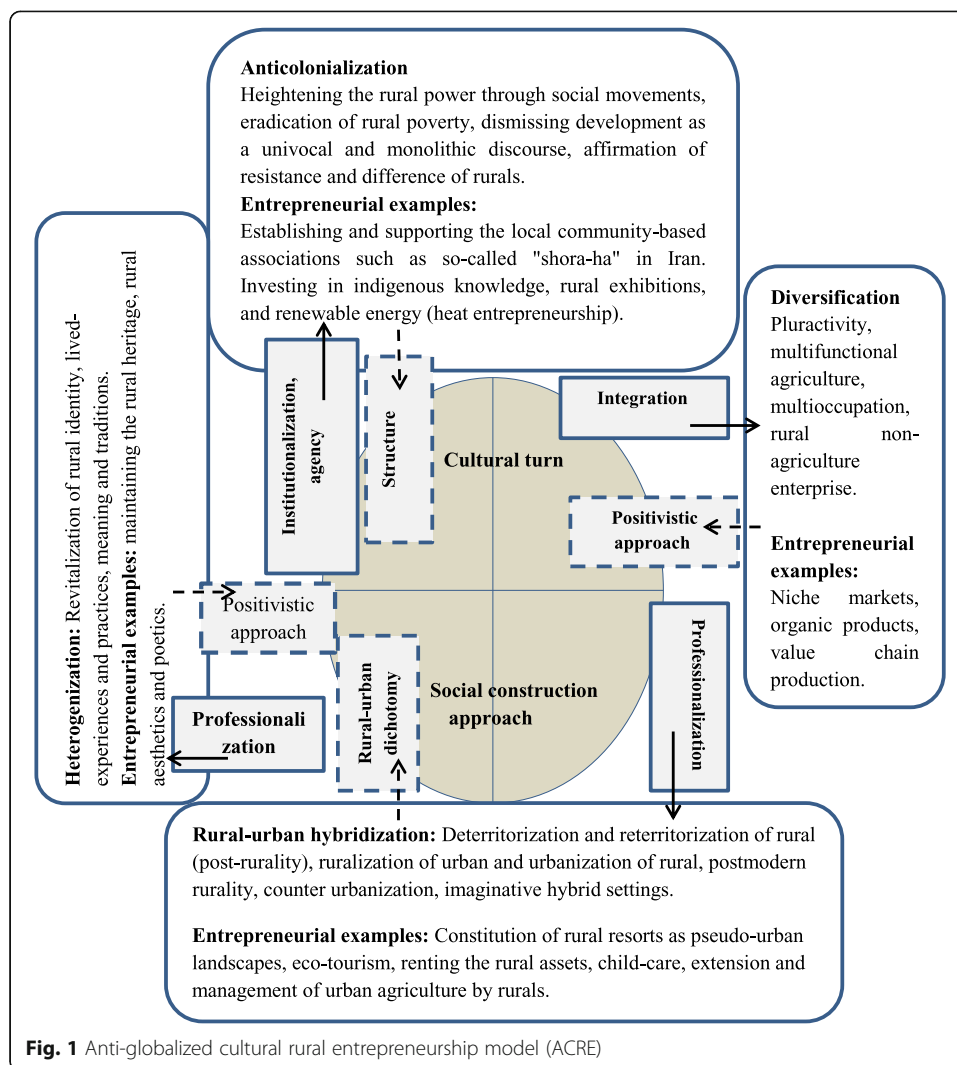 Anticolonialization
Heightening the rural power through social movements,
eradication of rural poverty, dismissing development as
a univocal and monolithic discourse, affirmation of
resistance and difference of rurals.
Entrepreneurial examples:
Establishing and supporting the local community-based
associations such as so-called "shora-ha" in Iran.
Investing in indigenous knowledge, rural exhibitions,
and renewable energy (heat entrepreneurship).
Heterogenization: Revitalization of rural identity, lived-
experiences and practices, meaning and traditions.
Entrepreneurial examples: maintaining the rural heritage, rural
aesthetics and poetics.
Institutionalization,
agency
Structure
Cultural turn
Integration
Diversification
Pluractivity,
multifunctional
agriculture,
multioccupation,
rural non-
agriculture
enterprise.
Entrepreneurial
examples:
Niche markets,
organic products,
value chain
production.
Positivistic
approach
Positivistic
approach
Professionali
zation
Rural-urban
dichotomy
Social construction
approach
Professionalization
Rural-urban hybridization: Deterritorization and reterritorization of rural
(post-rurality), ruralization of urban and urbanization of rural, postmodern
rurality, counter urbanization, imaginative hybrid settings.
Entrepreneurial examples: Constitution of rural resorts as pseudo-urban
landscapes, eco-tourism, renting the rural assets, child-care, extension and
management of urban agriculture by rurals.
Fig. 1 Anti-globalized cultural rural entrepreneurship model (ACRE)